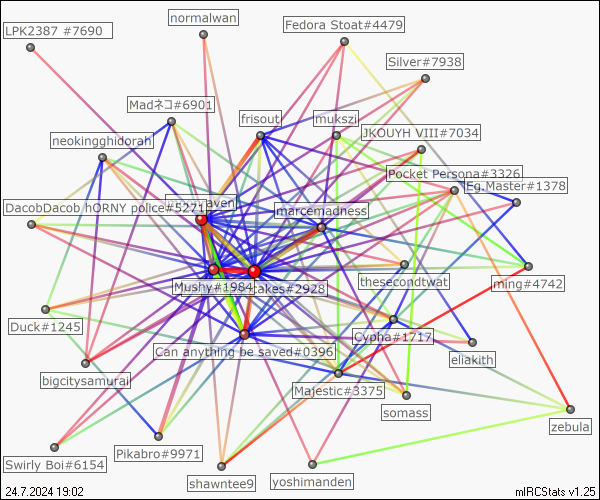 normalwan
Fedora Stoat#4479
LPK2387 #7690
Silver#7938
Madネコ#6901
frisout
mukszi
JKOUYH VIII#7034
neokingghidorah
Pocket Persona#3326
Eg.Master#1378
DacobDacob hORNY police#5271
aven
marcemadness
Mushy#1984
akes#2928
thesecondtwat
ming#4742
Duck#1245
Can anything be saved#0396
Cypha#1717
eliakith
bigcitysamurai
Majestic#3375
somass
zebula
Swirly Boi#6154
Pikabro#9971
shawntee9
yoshimanden
24.7.2024 19:02
mIRCStats v1.25